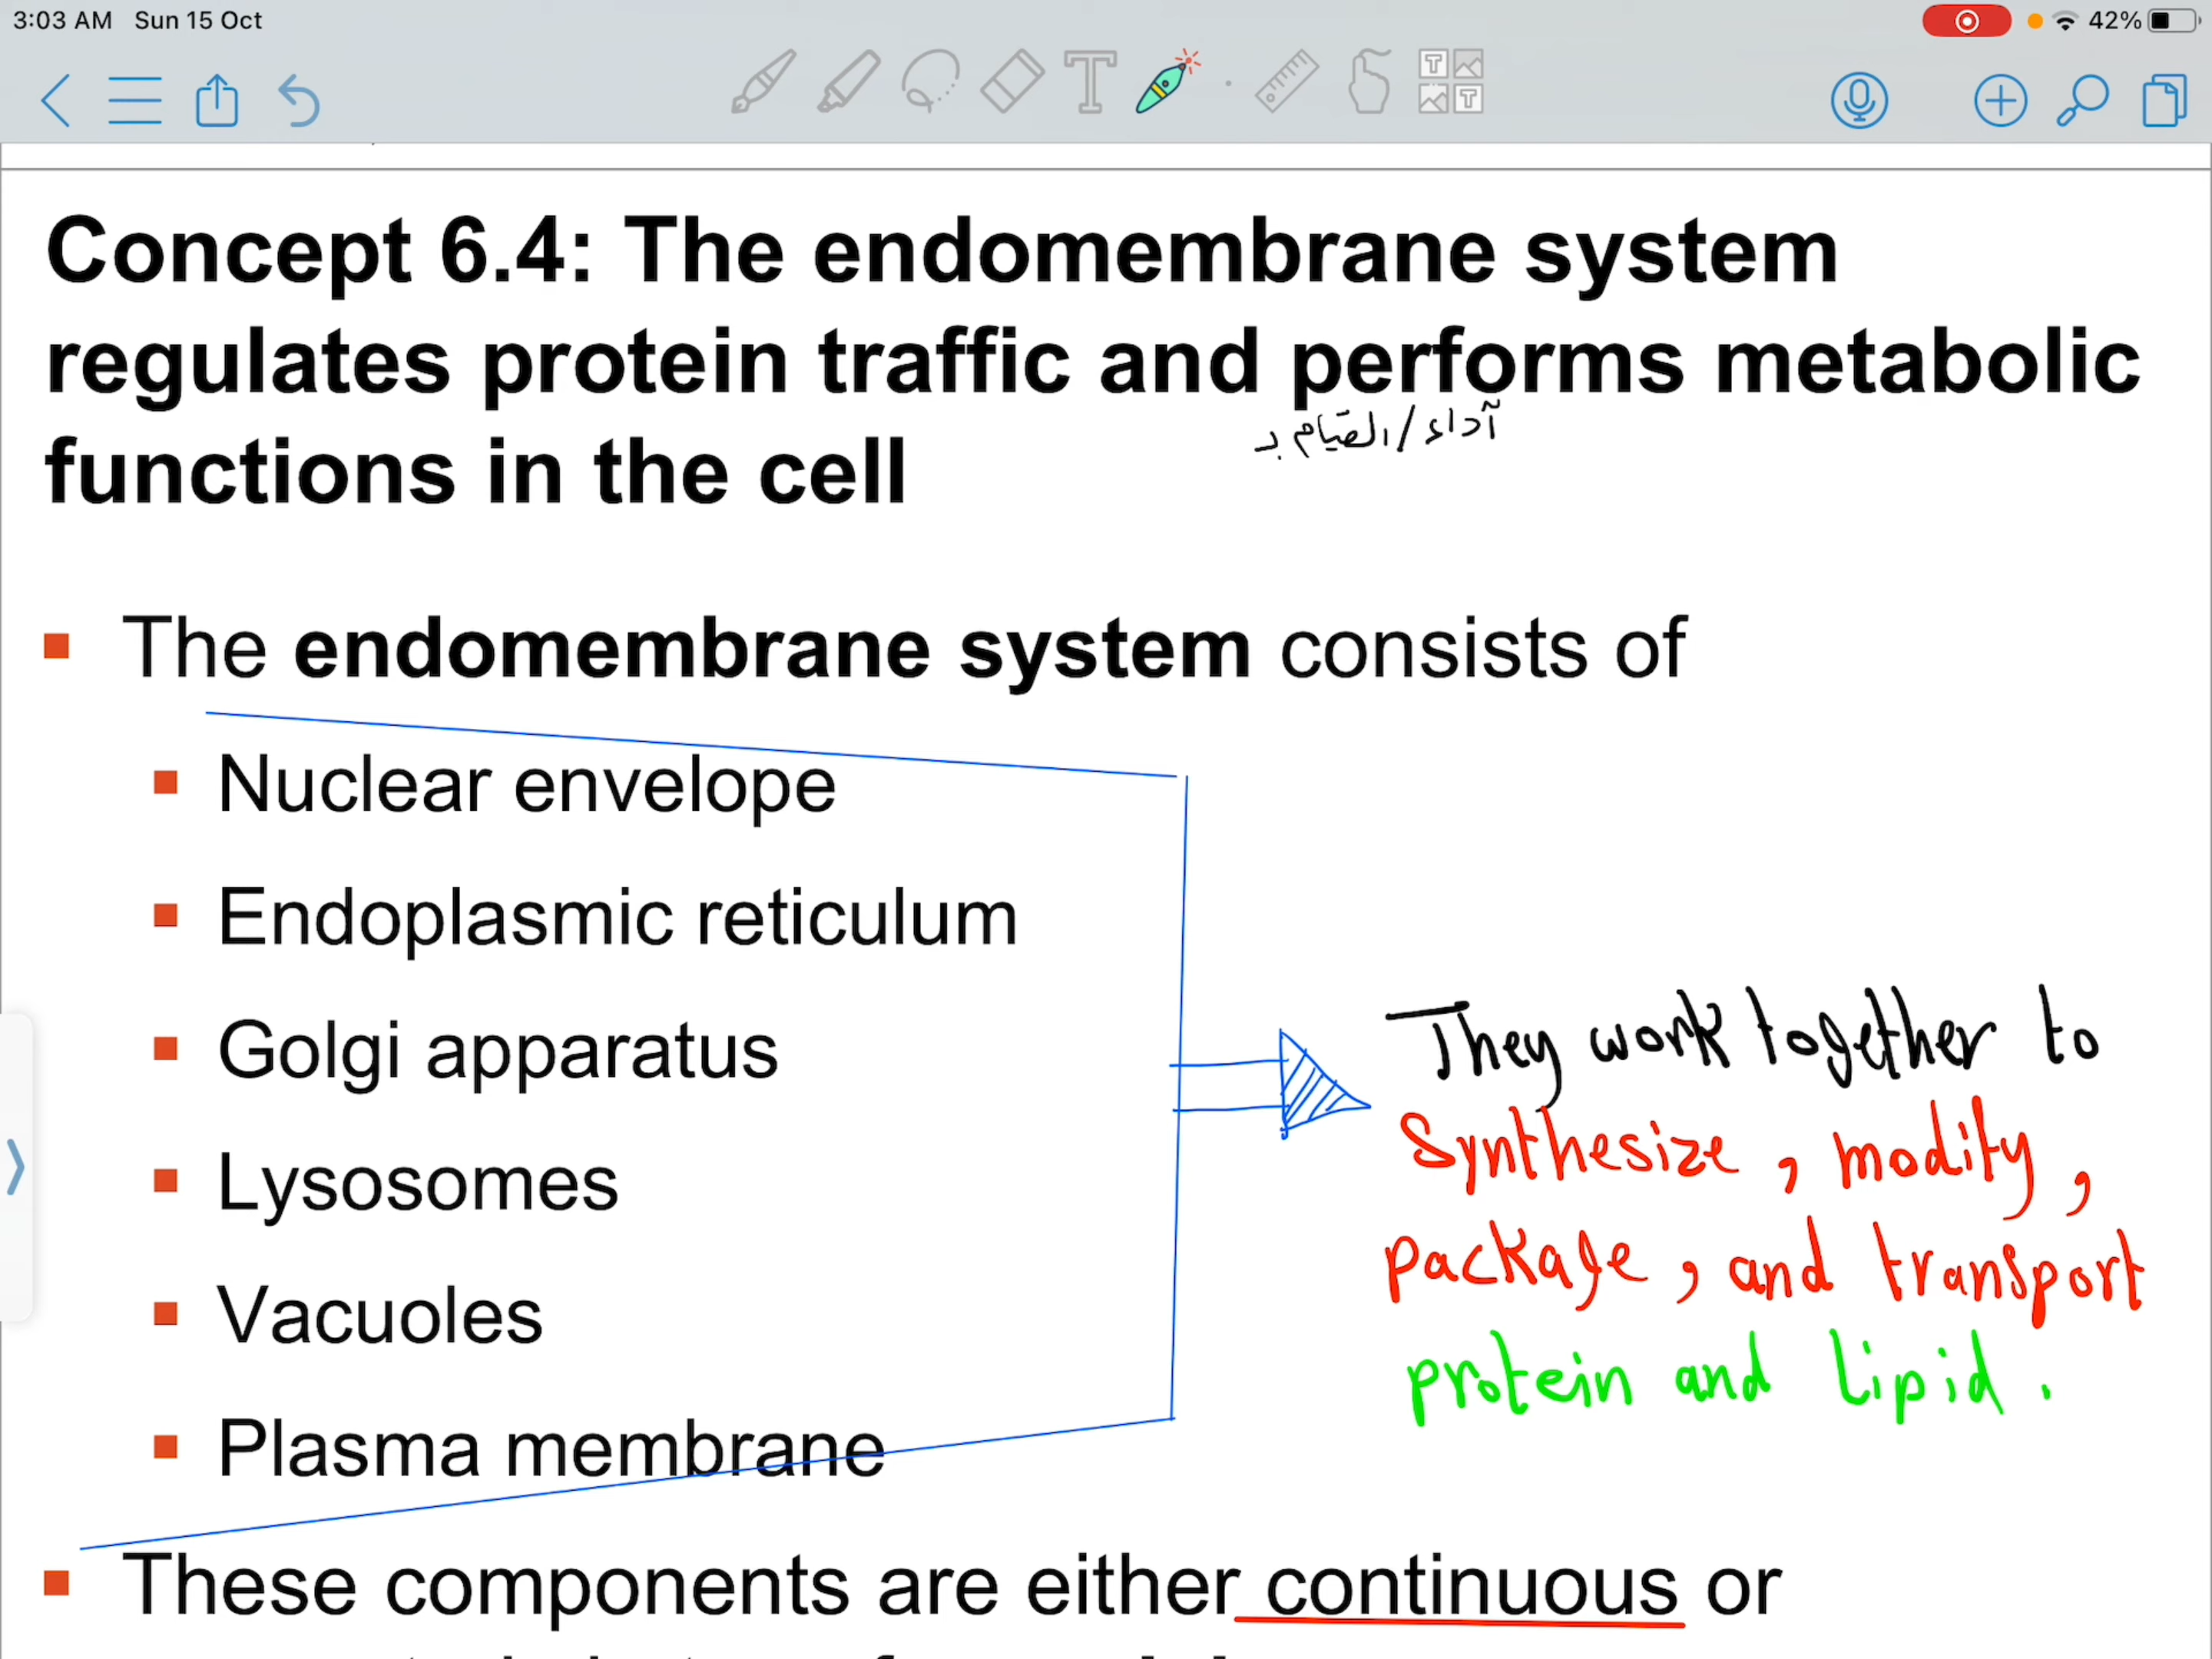 3:03 AM Sun 15 Oct
42%
Concept 6.4: The endomembrane system
regulates protein traffic and performs metabolic
آداء/القيام بـ
functions in the cell
The endomembrane system consists of
Nuclear envelope
Endoplasmic reticulum
Golgi apparatus
Lysosomes
Vacuoles
Plasma membrane
They work together to
Synthesize, modify,
package, and transport
protein and lipid.
These components are either continuous or